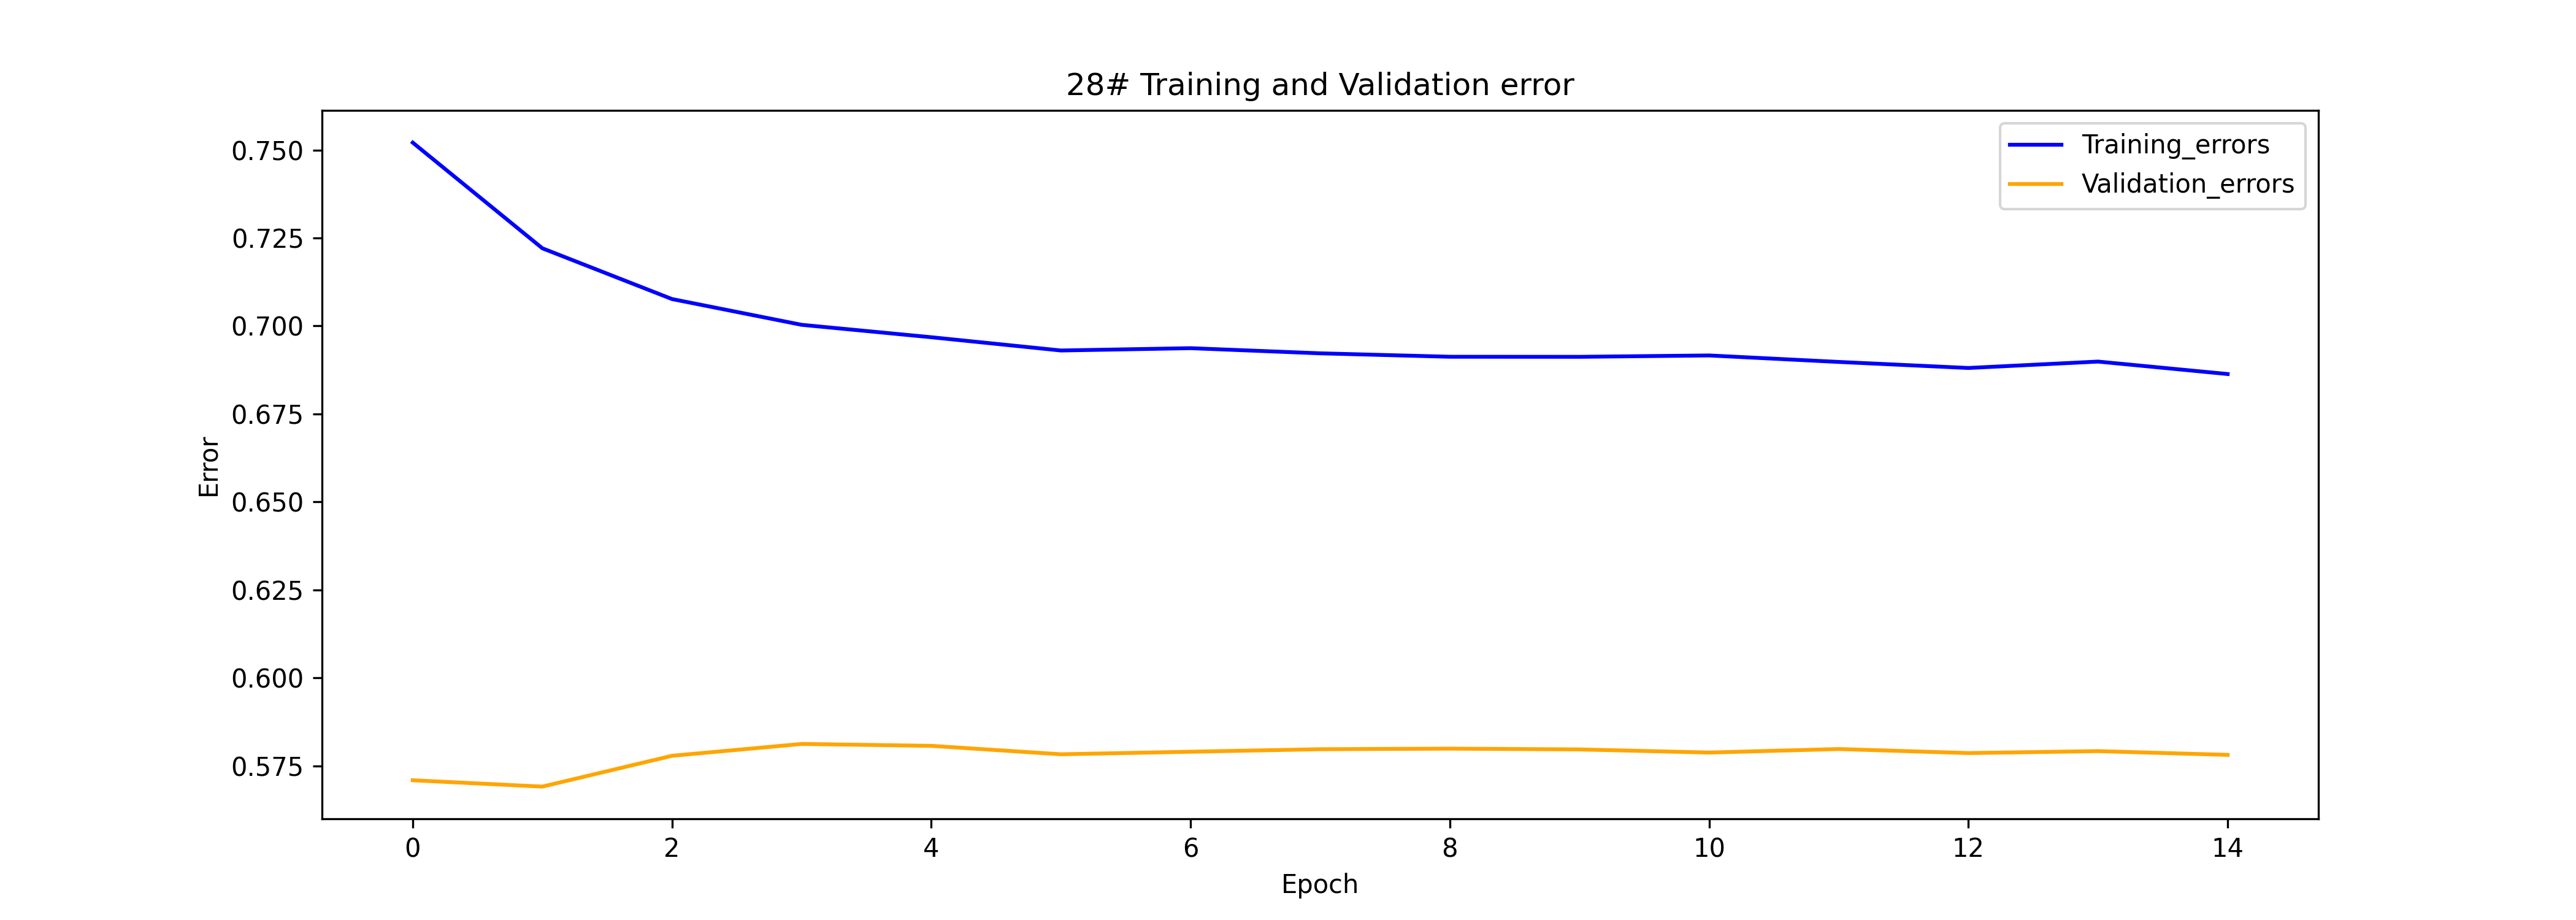 28# Training and Validation error
Training_errors
Validation_errors
Error
0.750
0.725
0.700
0.675
0.650
0.625
0.600
0.575
0 2 4 6 8 10 12 14
Epoch